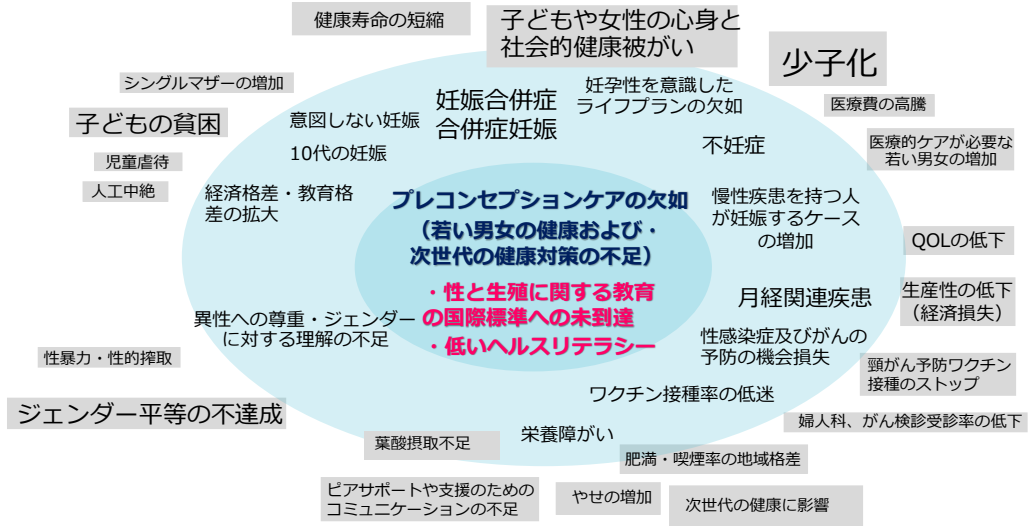 健康寿命の短縮
子どもや女性の心身と
社会的健康被がい
少子化
シングルマザーの増加
妊娠合併症
合併症妊娠
妊孕性を意識した
ライフプランの欠如
医療費の高騰
子どもの貧困
意図しない妊娠
10代の妊娠
不妊症
医療的ケアが必要な
若い男女の増加
児童虐待
人工中絶
経済格差・教育格
差の拡大
プレコンセプションケアの欠如
（若い男女の健康および・
次世代の健康対策の不足）
慢性疾患を持つ人
が妊娠するケース
の増加
QOLの低下
・性と生殖に関する教育
の国際標準への未到達
・低いヘルスリテラシー
月経関連疾患
生産性の低下
（経済損失）
異性への尊重・ジェンダー
に対する理解の不足
性感染症及びがんの
予防の機会損失
性暴力・性的搾取
頸がん予防ワクチン
接種のストップ
ワクチン接種率の低迷
ジェンダー平等の不達成
婦人科、がん検診受診率の低下
葉酸摂取不足
栄養障がい
肥満・喫煙率の地域格差
ピアサポートや支援のための
コミュニケーションの不足
やせの増加
次世代の健康に影響